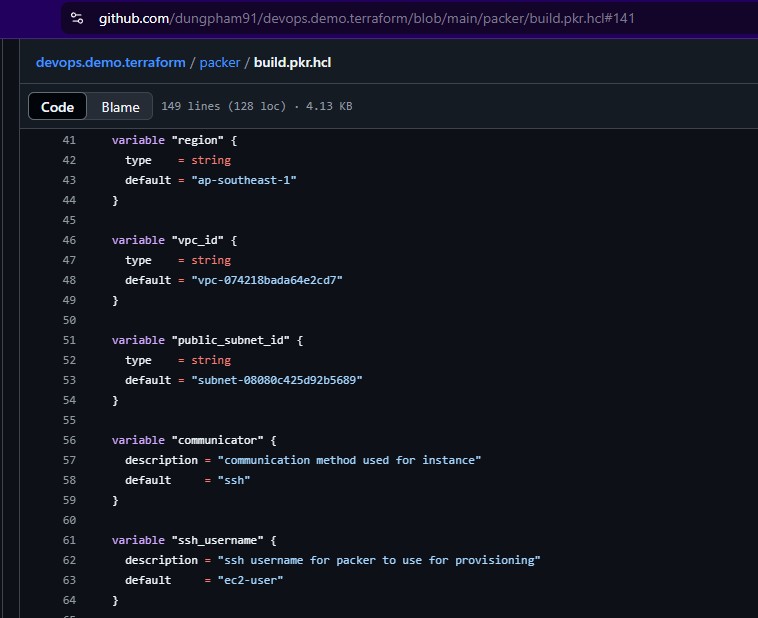 github.com/dungpham91/devops.demo.terraform/blob/main/packer/build.pkr.hcl#141
devops.demo.terraform / packer / build.pkr.hcl
Code Blame 149 lines (128 loc) · 4.13 KB
41 variable "region" {
42 type = string
43 default = "ap-southeast-1"
44 }
45
46 variable "vpc_id" {
47 type = string
48 default = "vpc-074218bada64e2cd7"
49 }
50
51 variable "public_subnet_id" {
52 type = string
53 default = "subnet-08080c425d92b5689"
54 }
55
56 variable "communicator" {
57 description = "communication method used for instance"
58 default = "ssh"
59 }
60
61 variable "ssh_username" {
62 description = "ssh username for packer to use for provisioning"
63 default = "ec2-user"
64 }